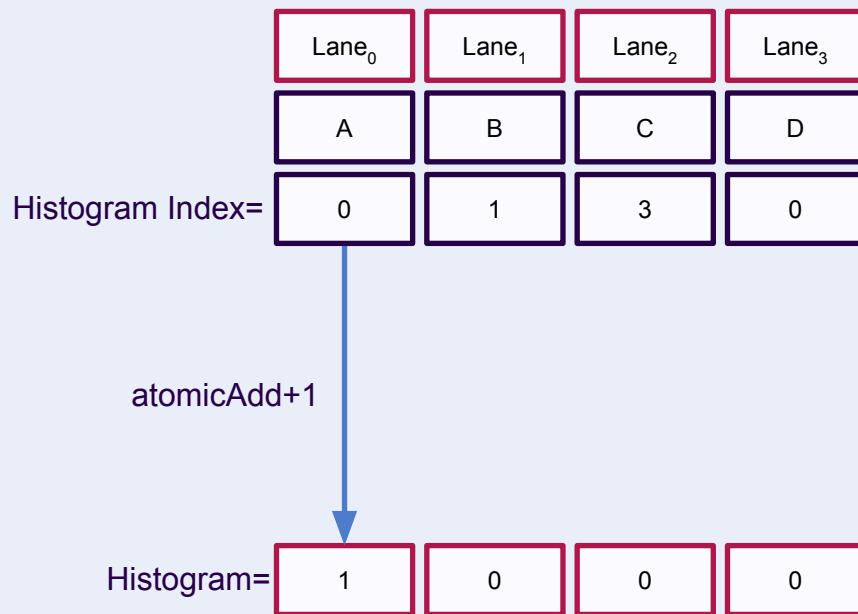 Lane0 Lane1 Lane2 Lane3
A B C D
Histogram Index= 0 1 3 0
atomicAdd+1
Histogram= 1 0 0 0